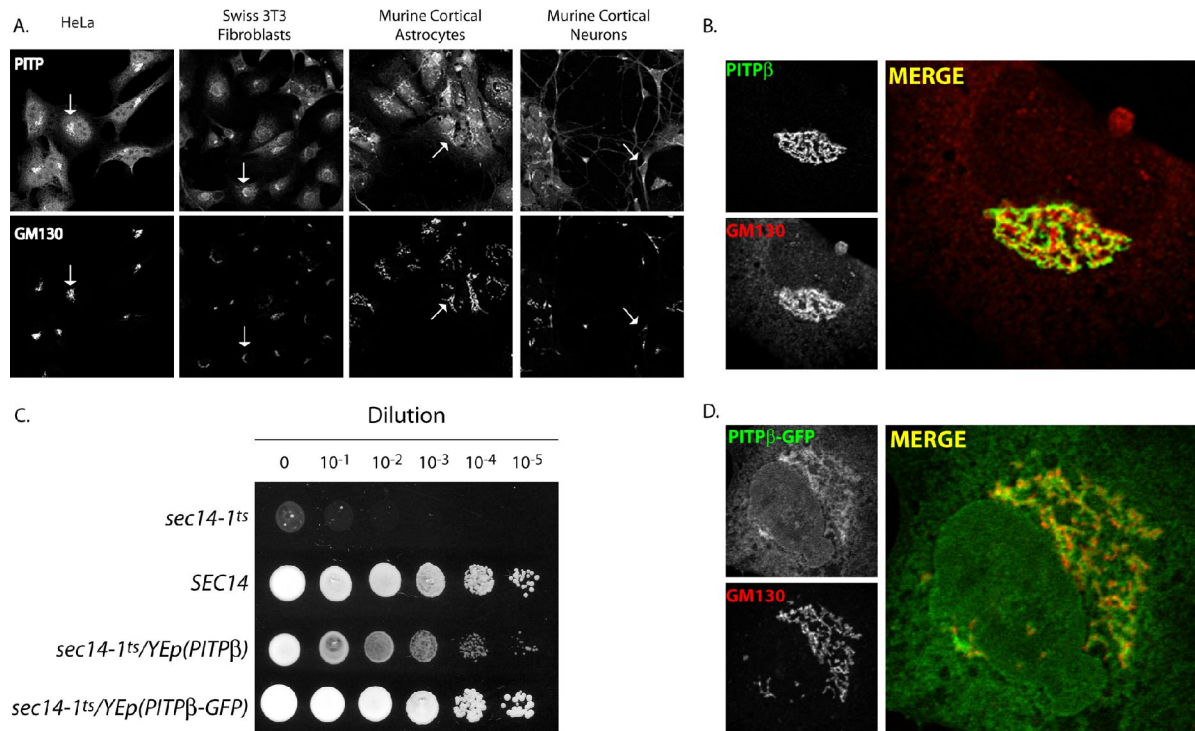 A.
HeLa
Swiss 3T3
Fibroblasts
Murine Cortical
Astrocytes
Murine Cortical
Neurons
PITP
GM130
B.
PITPβ
MERGE
GM130
C.
Dilution
0 10⁻¹ 10⁻² 10⁻³ 10⁻⁴ 10⁻⁵
sec14-1ᵗˢ
SEC14
sec14-1ᵗˢ/YEp(PITPβ)
sec14-1ᵗˢ/YEp(PITPβ-GFP)
D.
PITPβ-GFP
MERGE
GM130